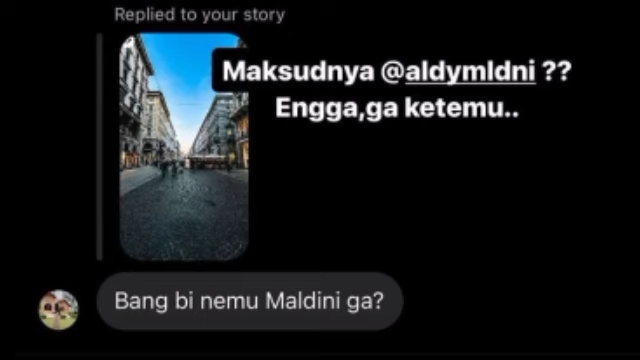 Replied to your story
Maksudnya @aldymldni ??
Engga,ga ketemu..
Bang bi nemu Maldini ga?